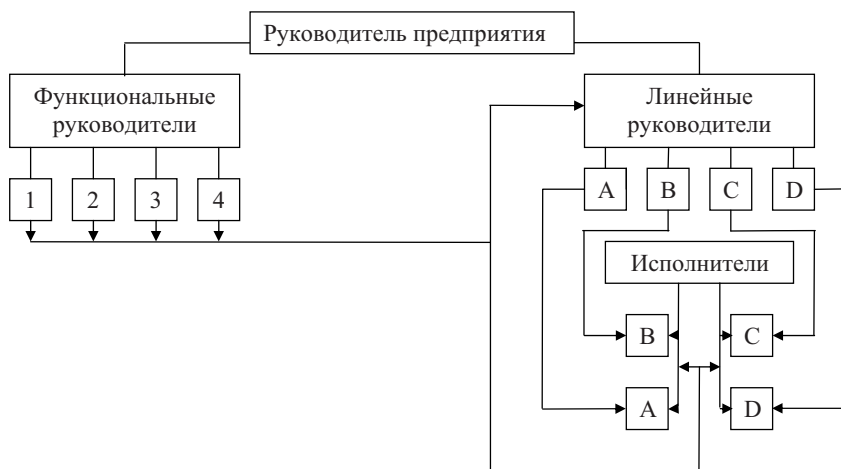 Руководитель предприятия
Функциональные
руководители
Линейные
руководители
1 2 3 4
A B C D
Исполнители
B C
A D